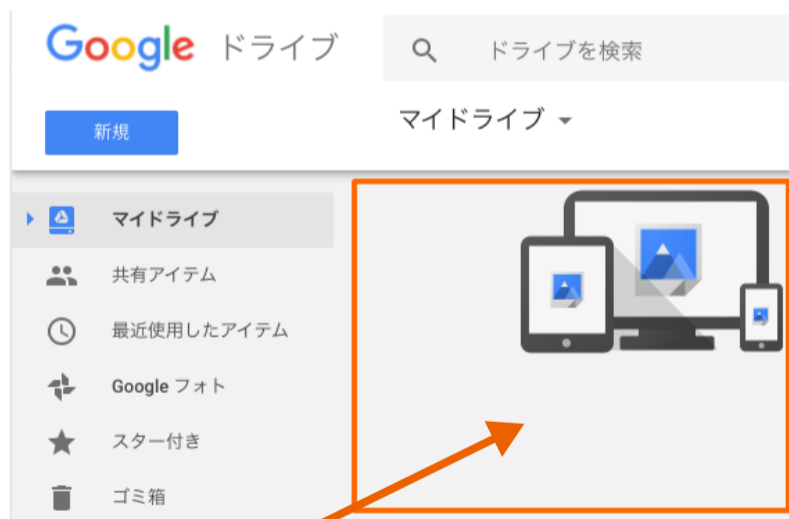 Google ドライブ
ドライブを検索
新規
マイドライブ
マイドライブ
共有アイテム
最近使用したアイテム
Google フォト
スター付き
ゴミ箱